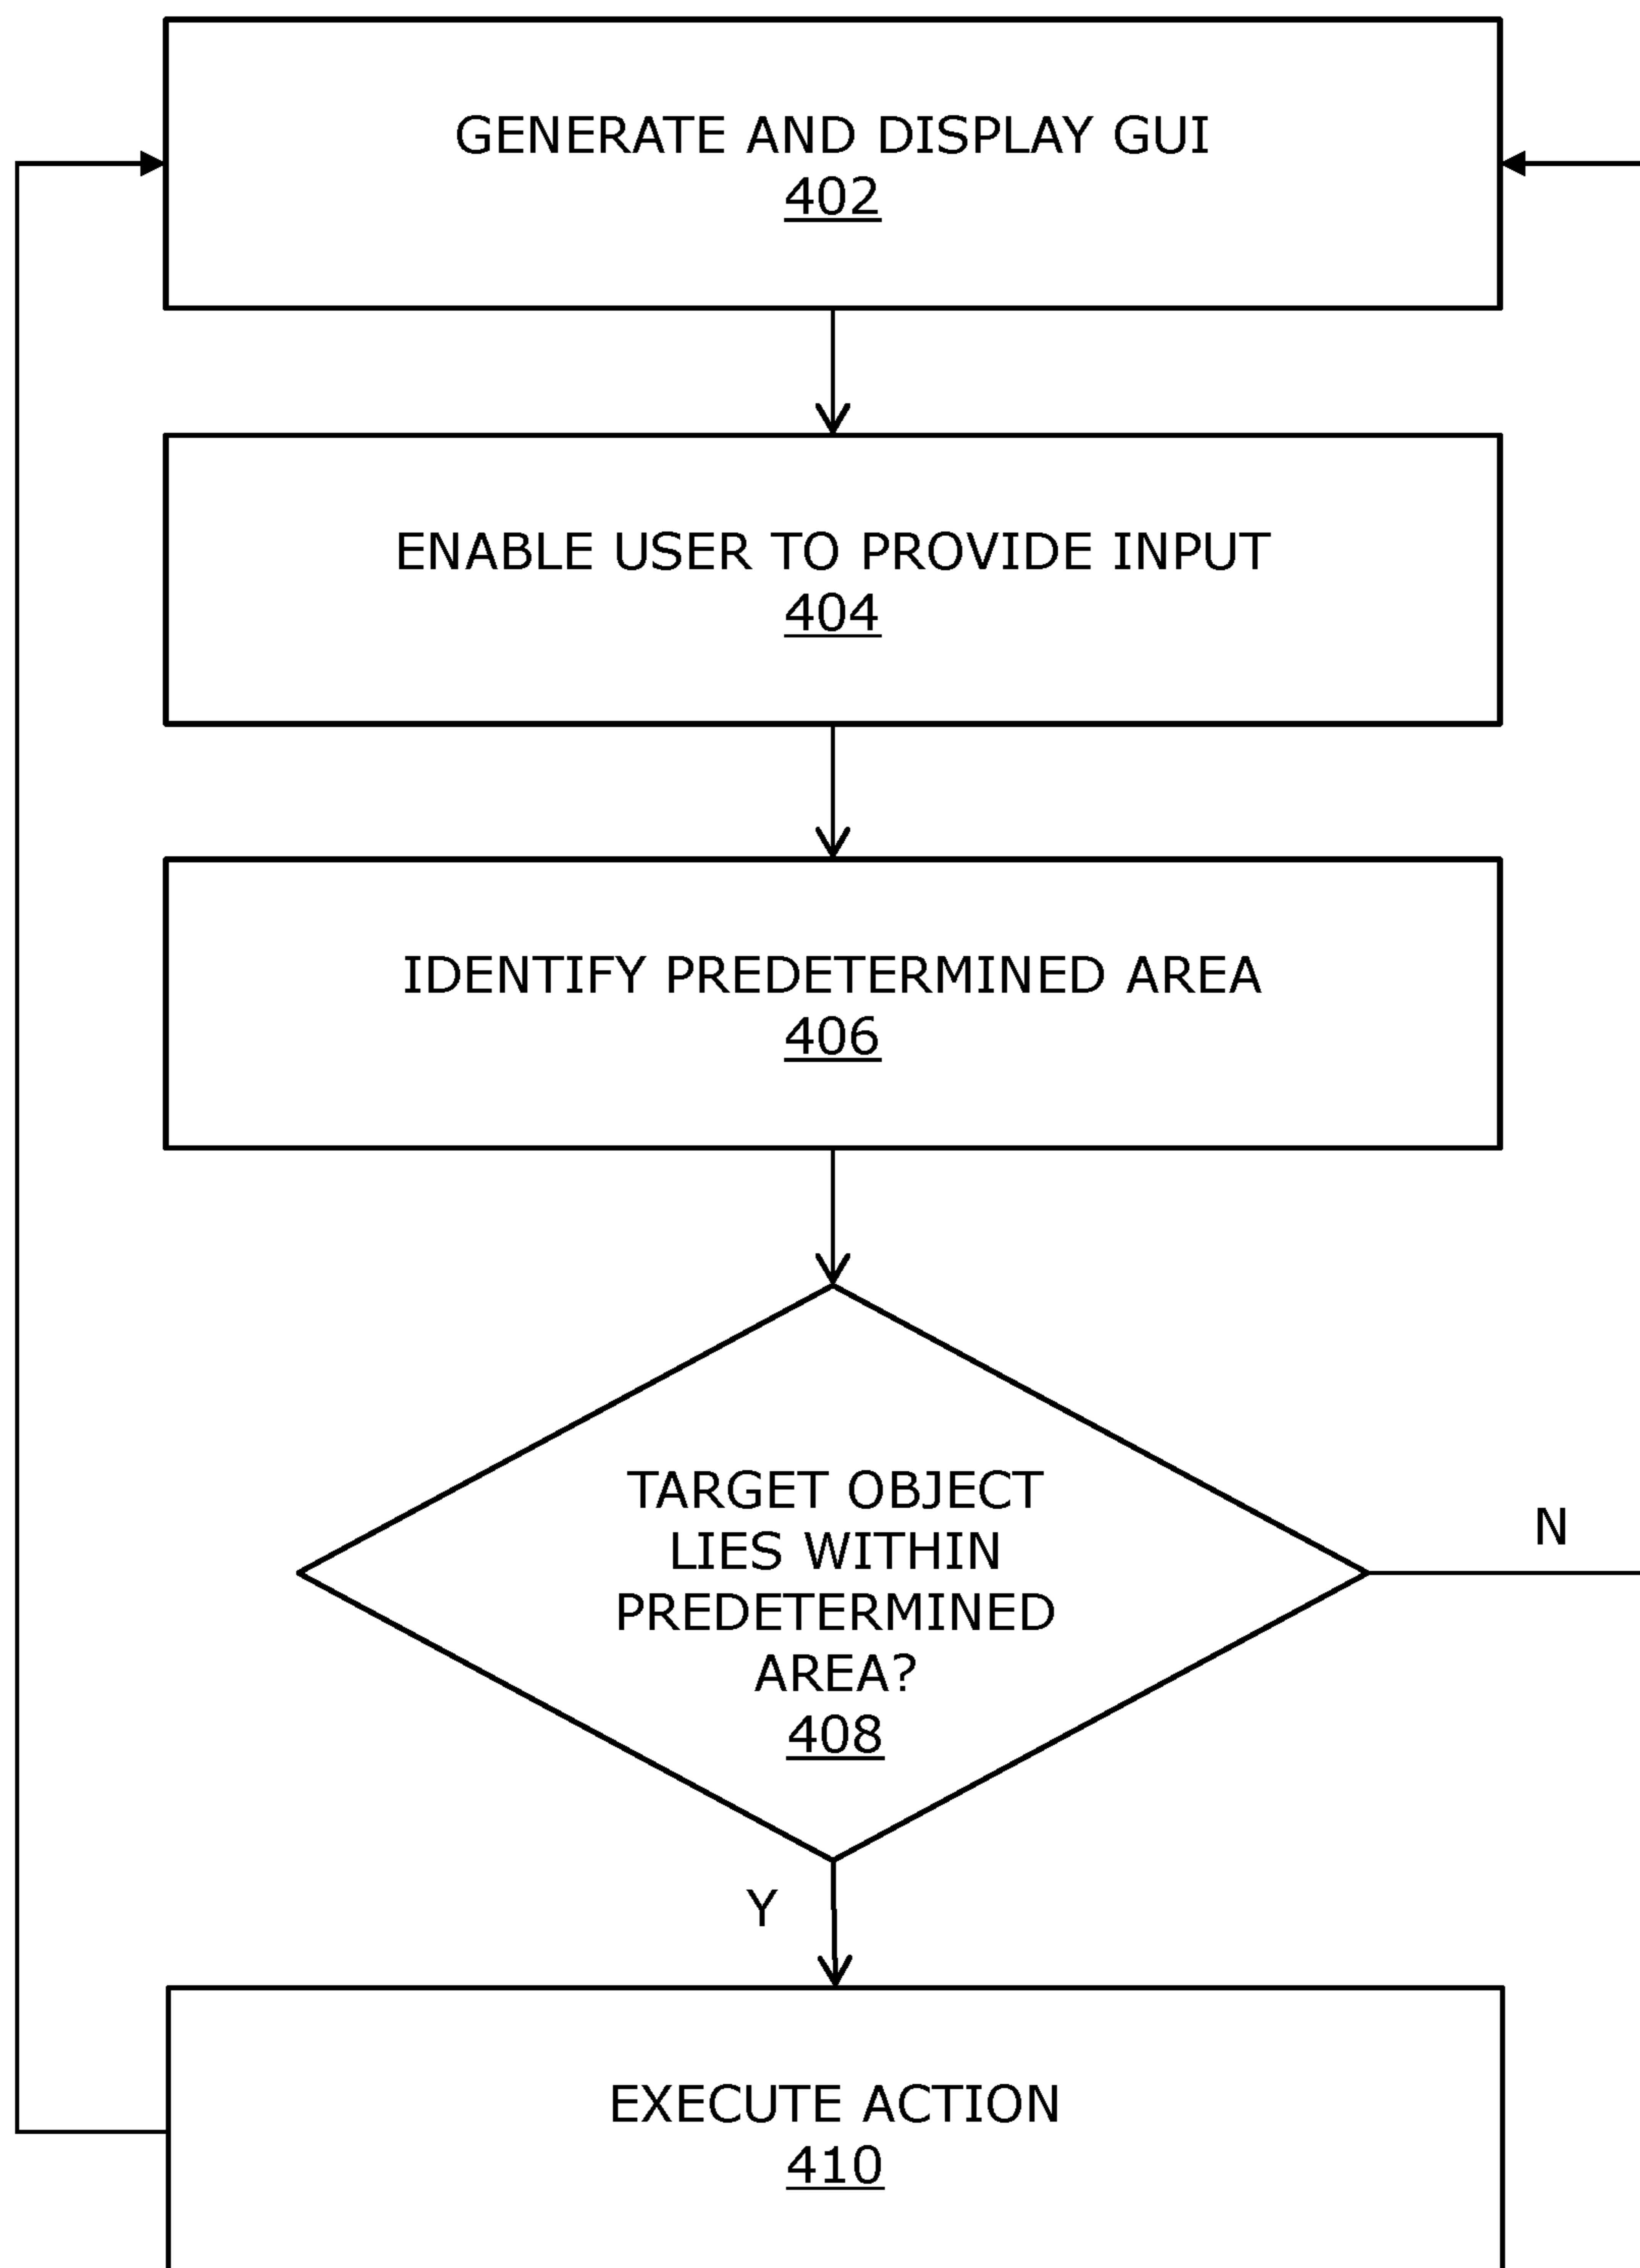 GENERATE AND DISPLAY GUI
402
ENABLE USER TO PROVIDE INPUT
404
IDENTIFY PREDETERMINED AREA
406
TARGET OBJECT
LIES WITHIN
PREDETERMINED
AREA?
408
N
Y
EXECUTE ACTION
410